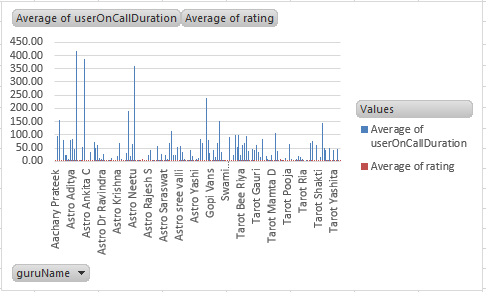 Average of userOnCallDuration Average of rating
450.00
400.00
350.00
300.00
250.00
200.00
150.00
100.00
50.00
0.00
Aachary Prateek
Astro Aditya
Astro Ankita C
Astro Dr Ravindra
Astro Krishna
Astro Neetu
Astro Rajesh S
Astro Saraswat
Astro sree valli
Astro Yashi
Gopi Vans
Swami...
Tarot Bee Riya
Tarot Gauri
Tarot Mamta D
Tarot Pooja
Tarot Ria
Tarot Shakti
Tarot Yashita
Values
Average of
userOnCallDuration
Average of rating
guruName